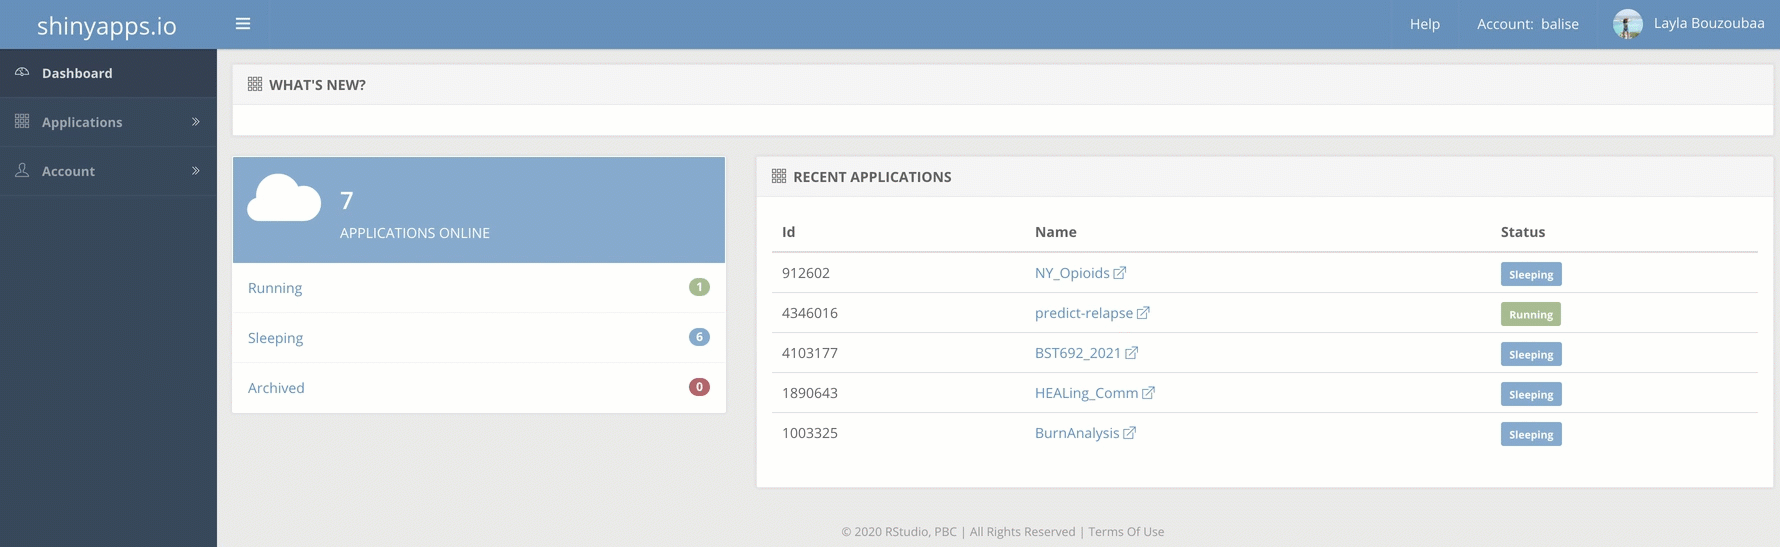 shinyapps.io
Help
Account: balise
Layla Bouzoubaa
Dashboard
Applications
Account
WHAT'S NEW?
7
APPLICATIONS ONLINE
Running 1
Sleeping 6
Archived 0
RECENT APPLICATIONS
Id Name Status
912602 NY_Opioids Sleeping
4346016 predict-relapse Running
4103177 BST692_2021 Sleeping
1890643 HEALing_Comm Sleeping
1003325 BurnAnalysis Sleeping
© 2020 RStudio, PBC | All Rights Reserved | Terms Of Use